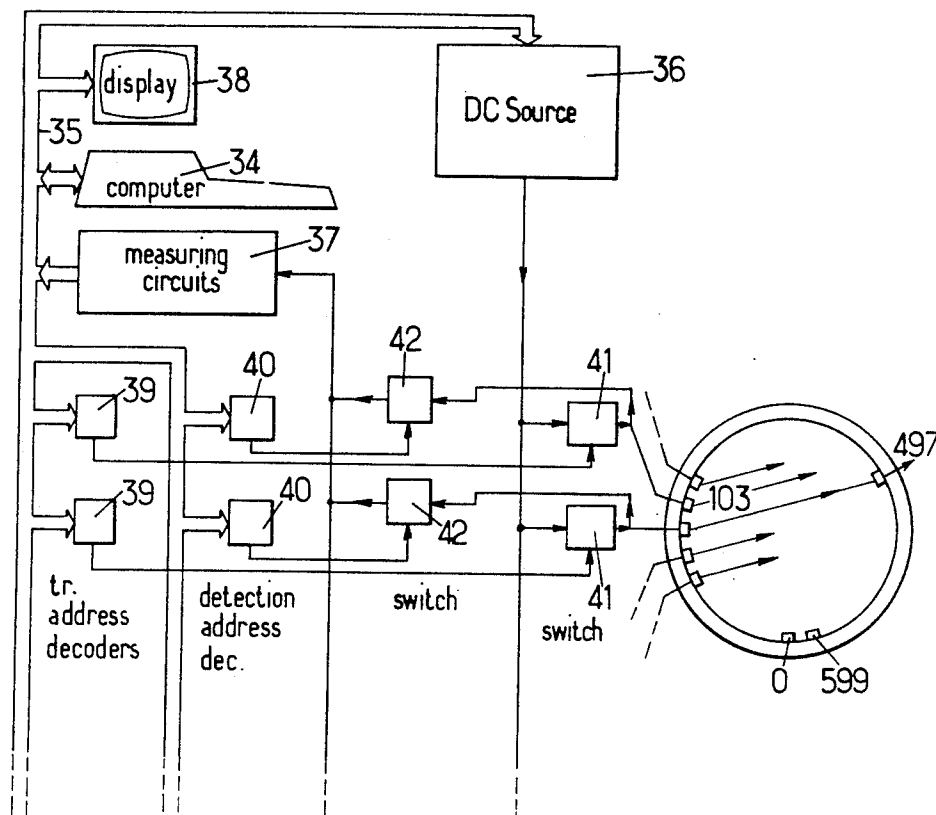 36
display
38
DC Source
35
34
computer
37
measuring
circuits
42
41
40
39
497
103
40
39
42
41
tr.
address
decoders
detection
address
dec.
switch
switch
0
599